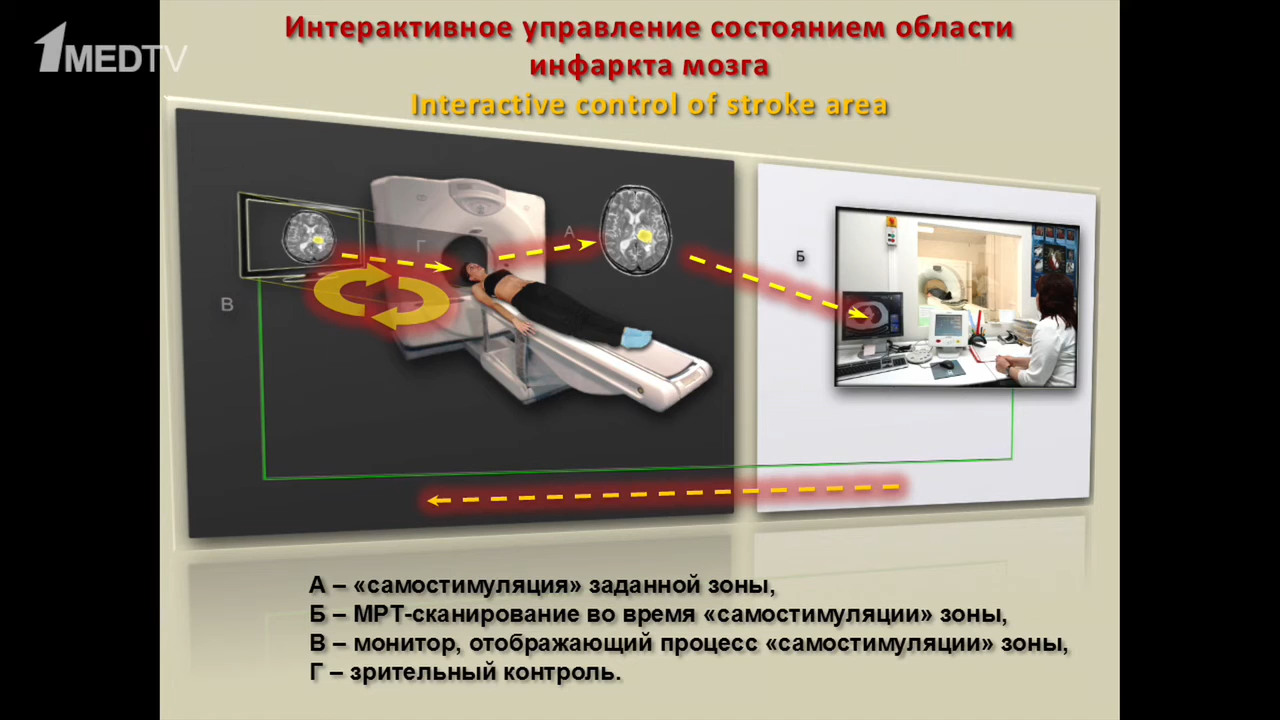 1MEDTV
Интерактивное управление состоянием области
инфаркта мозга
Interactive control of stroke area
А
Г
Б
В
А – «самостимуляция» заданной зоны,
Б – МРТ-сканирование во время «самостимуляции» зоны,
В – монитор, отображающий процесс «самостимуляции» зоны,
Г – зрительный контроль.